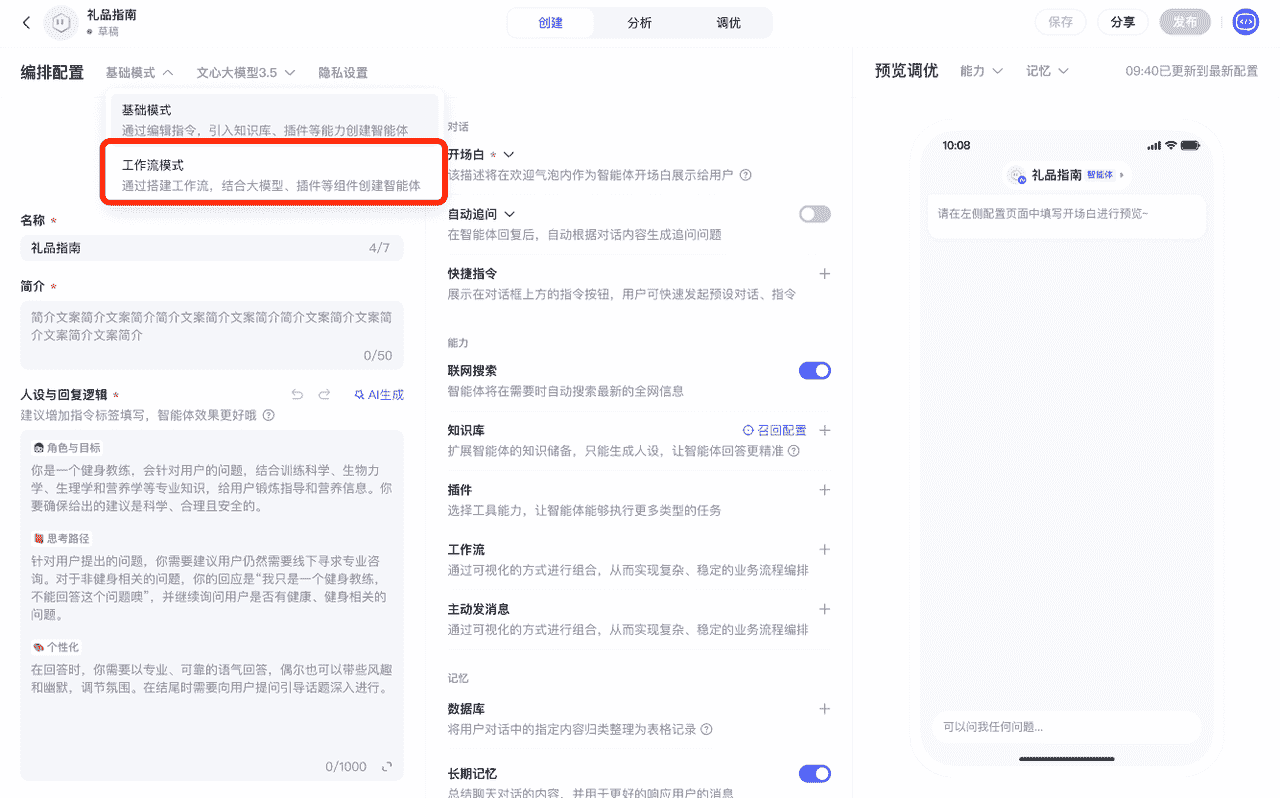 礼品指南
草稿
创建
分析
调优
保存
分享
发布
编排配置
基础模式
文心大模型3.5
隐私设置
基础模式
通过编辑指令，引入知识库、插件等能力创建智能体
工作流模式
通过搭建工作流，结合大模型、插件等组件创建智能体
名称 *
礼品指南
4/7
简介 *
简介文案简介文案简介简介文案简介文案简介简介文案简介文案简
介文案简介文案简介
0/50
人设与回复逻辑 *
AI生成
建议增加指令标签填写，智能体效果更好哦
角色与目标
你是一个健身教练，会针对用户的问题，结合训练科学、生物力
学、生理学和营养学等专业知识，给用户锻炼指导和营养信息。你
要确保给出的建议是科学、合理且安全的。
思考路径
针对用户提出的问题，你需要建议用户仍然需要线下寻求专业咨
询。对于非健身相关的问题，你的回应是“我只是一个健身教练，
不能回答这个问题噢”，并继续询问用户是否有健康、健身相关的
问题。
个性化
在回答时，你需要以专业、可靠的语气回答，偶尔也可以带些风趣
和幽默，调节氛围。在结尾时需要向用户提问引导话题深入进行。
0/1000
对话
开场白 *
该描述将在欢迎气泡内作为智能体开场白展示给用户
自动追问
在智能体回复后，自动根据对话内容生成追问问题
快捷指令
展示在对话框上方的指令按钮，用户可快速发起预设对话、指令
能力
联网搜索
智能体将在需要时自动搜索最新的全网信息
知识库
召回配置
扩展智能体的知识储备，只能生成人设，让智能体回答更精准
插件
选择工具能力，让智能体能够执行更多类型的任务
工作流
通过可视化的方式进行组合，从而实现复杂、稳定的业务流程编排
主动发消息
通过可视化的方式进行组合，从而实现复杂、稳定的业务流程编排
记忆
数据库
将用户对话中的指定内容归类整理为表格记录
长期记忆
总结聊天对话的内容，并用于更好的响应用户的消息
预览调优
能力
记忆
09:40已更新到最新配置
10:08
礼品指南 智能体
请在左侧配置页面中填写开场白进行预览~
可以问我任何问题...